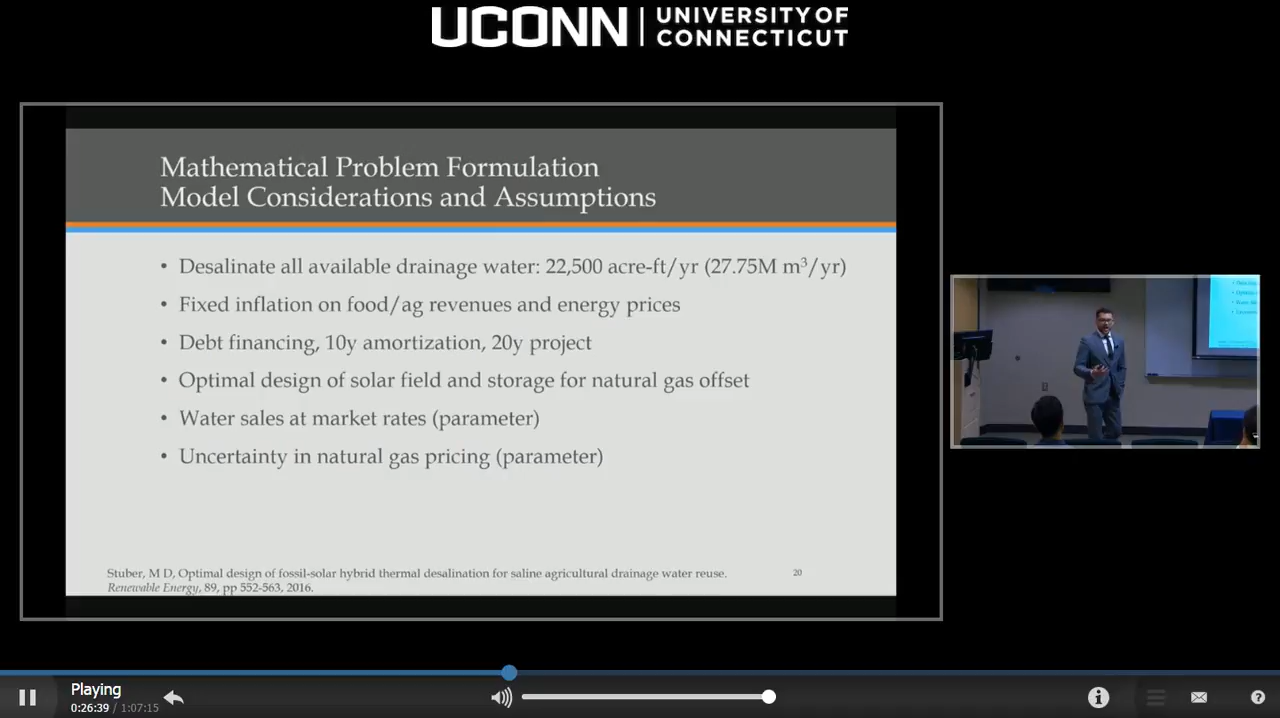 UCONN UNIVERSITY OF
CONNECTICUT
Mathematical Problem Formulation
Model Considerations and Assumptions
• Desalinate all available drainage water: 22,500 acre-ft/yr (27.75M m³/yr)
• Fixed inflation on food/ag revenues and energy prices
• Debt financing, 10y amortization, 20y project
• Optimal design of solar field and storage for natural gas offset
• Water sales at market rates (parameter)
• Uncertainty in natural gas pricing (parameter)
Stuber, M D, Optimal design of fossil-solar hybrid thermal desalination for saline agricultural drainage water reuse.
Renewable Energy, 89, pp 552-563, 2016.
20
Playing
0:26:39 / 1:07:15